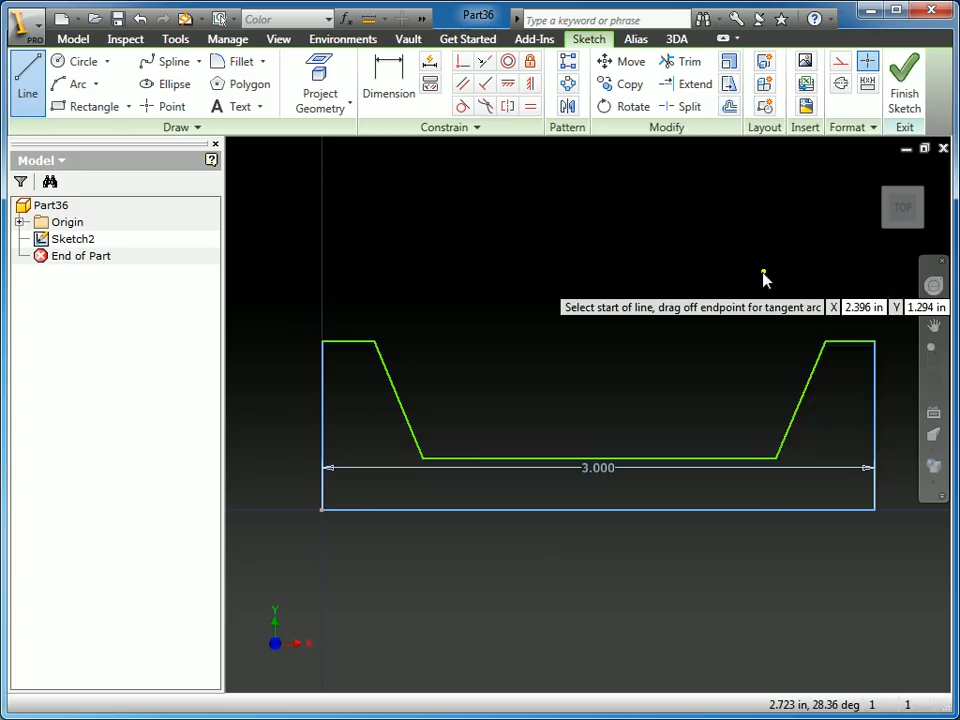 Color
Part36
Type a keyword or phrase
PRO
Model
Inspect
Tools
Manage
View
Environments
Vault
Get Started
Add-Ins
Sketch
Alias
3DA
Line
Circle
Spline
Fillet
Arc
Ellipse
Polygon
Rectangle
Point
Text
Project
Geometry
Dimension
Move
Trim
Copy
Extend
Rotate
Split
Finish
Sketch
Draw
Constrain
Pattern
Modify
Layout
Insert
Format
Exit
Model
Part36
Origin
Sketch2
End of Part
TOP
Select start of line, drag off endpoint for tangent arc X 2.396 in Y 1.294 in
3.000
Y
X
2.723 in, 28.36 deg 1 1